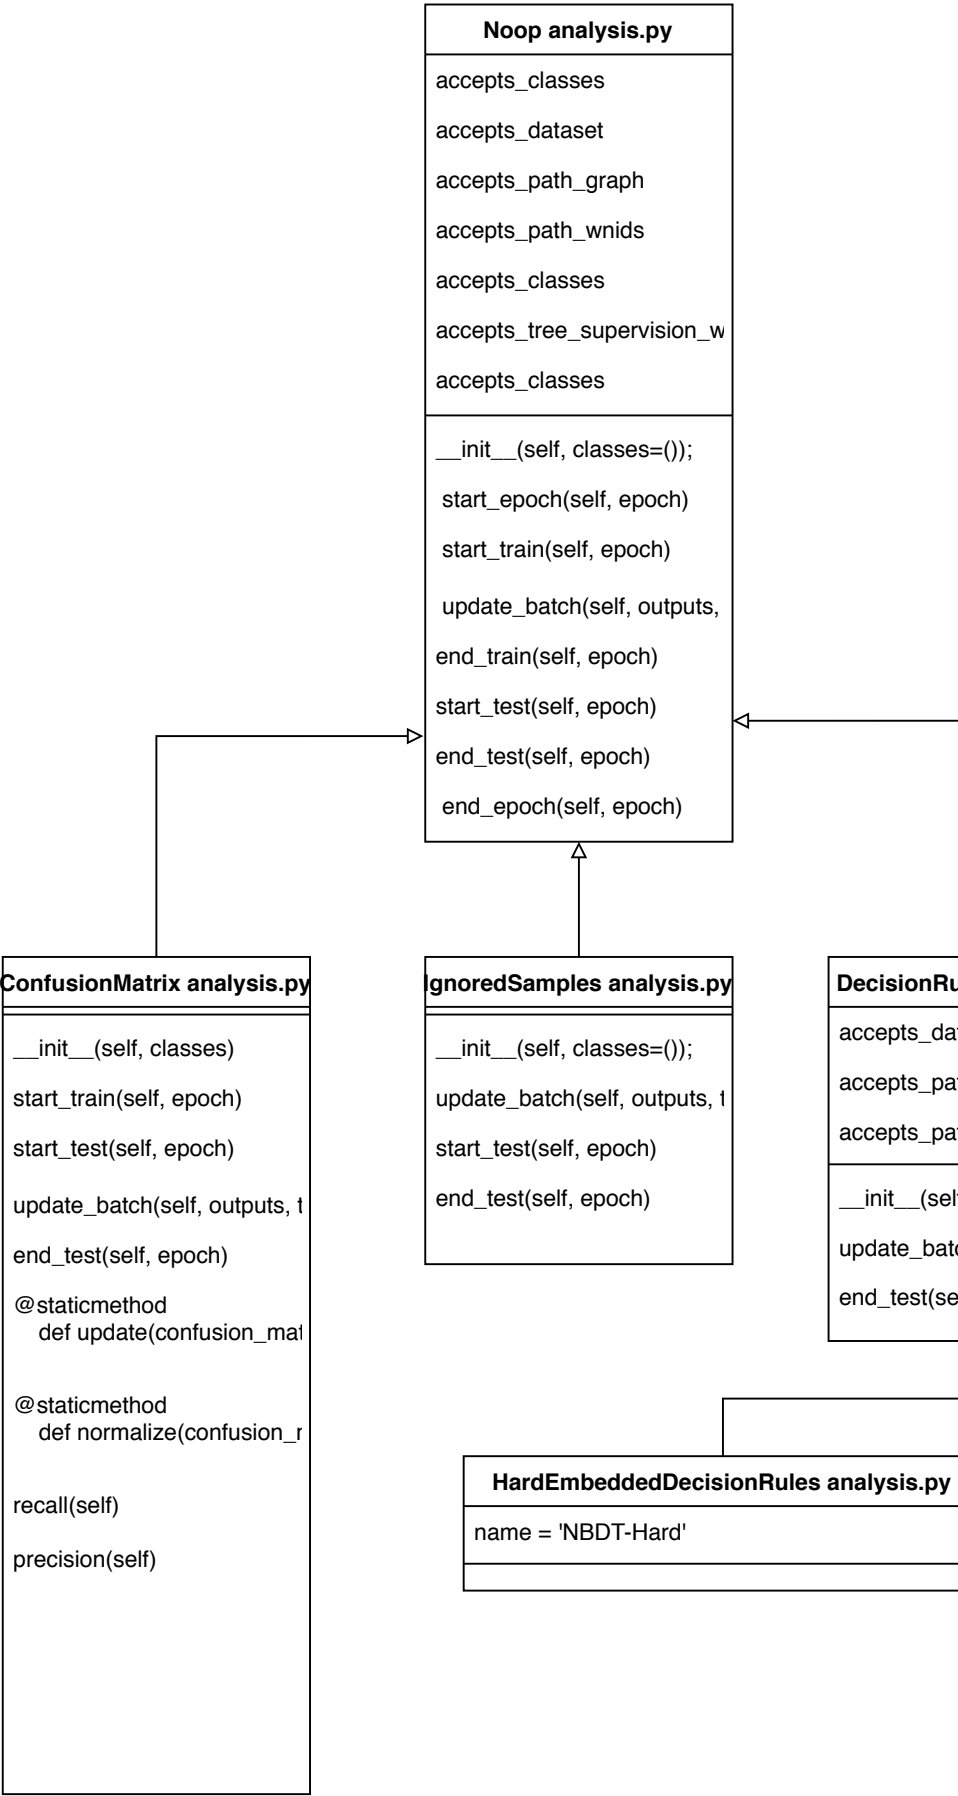 Noop analysis.py
accepts_classes
accepts_dataset
accepts_path_graph
accepts_path_wnids
accepts_classes
accepts_tree_supervision_w
accepts_classes
__init__(self, classes=());
start_epoch(self, epoch)
start_train(self, epoch)
update_batch(self, outputs,
end_train(self, epoch)
start_test(self, epoch)
end_test(self, epoch)
end_epoch(self, epoch)
ConfusionMatrix analysis.py
__init__(self, classes)
start_train(self, epoch)
start_test(self, epoch)
update_batch(self, outputs, t
end_test(self, epoch)
@staticmethod
def update(confusion_mat
@staticmethod
def normalize(confusion_r
recall(self)
precision(self)
IgnoredSamples analysis.py
__init__(self, classes=());
update_batch(self, outputs, t
start_test(self, epoch)
end_test(self, epoch)
DecisionRu
accepts_da
accepts_pa
accepts_pa
__init__(sel
update_bat
end_test(se
HardEmbeddedDecisionRules analysis.py
name = 'NBDT-Hard'